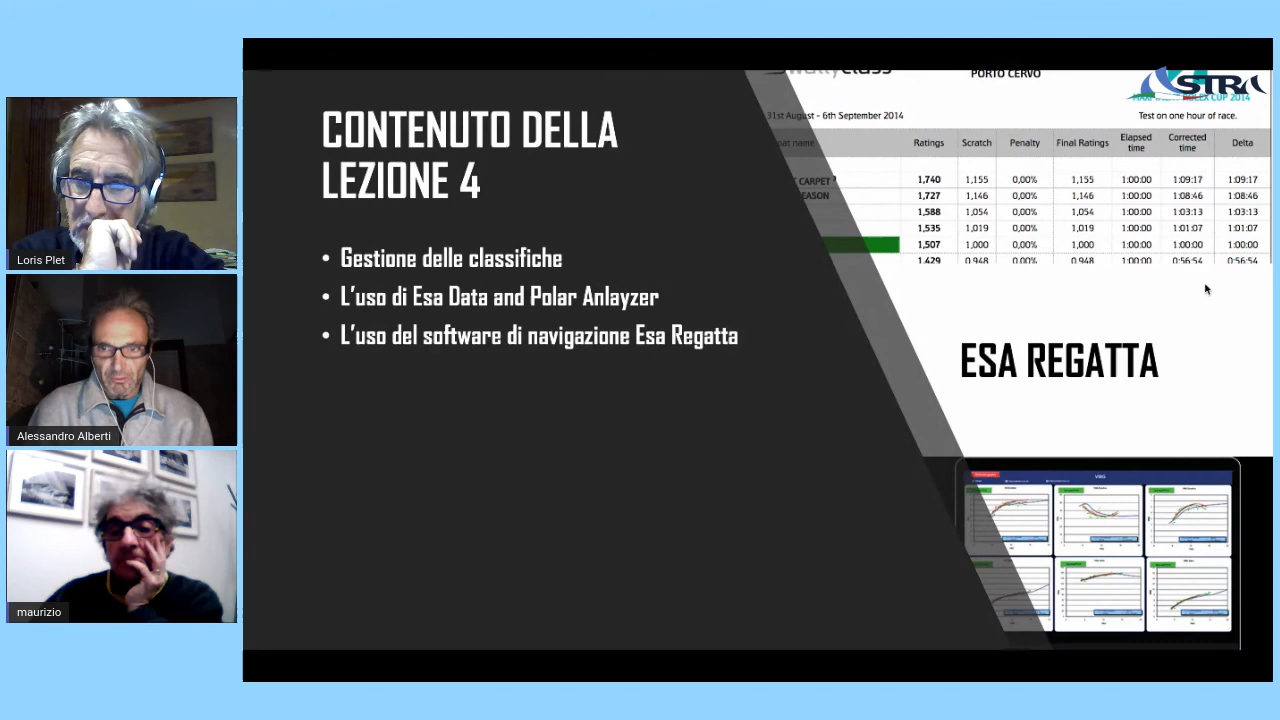 Loris Plet
Alessandro Alberti
maurizio
CONTENUTO DELLA
LEZIONE 4
• Gestione delle classifiche
• L'uso di Esa Data and Polar Anlayzer
• L'uso del software di navigazione Esa Regatta
PORTO CERVO
31st August - 6th September 2014
Test on one hour of race.
Ratings Scratch Penalty Final Ratings Elapsed time Corrected time Delta
CARPET 1,740 1,155 0,00% 1,155 1:00:00 1:09:17 1:09:17
1,727 1,146 0,00% 1,146 1:00:00 1:08:46 1:08:46
1,588 1,054 0,00% 1,054 1:00:00 1:03:13 1:03:13
1,535 1,019 0,00% 1,019 1:00:00 1:01:07 1:01:07
1,507 1,000 0,00% 1,000 1:00:00 1:00:00 1:00:00
1,429 0,948 0,00% 0,948 1:00:00 0:56:54 0:56:54
ESA REGATTA